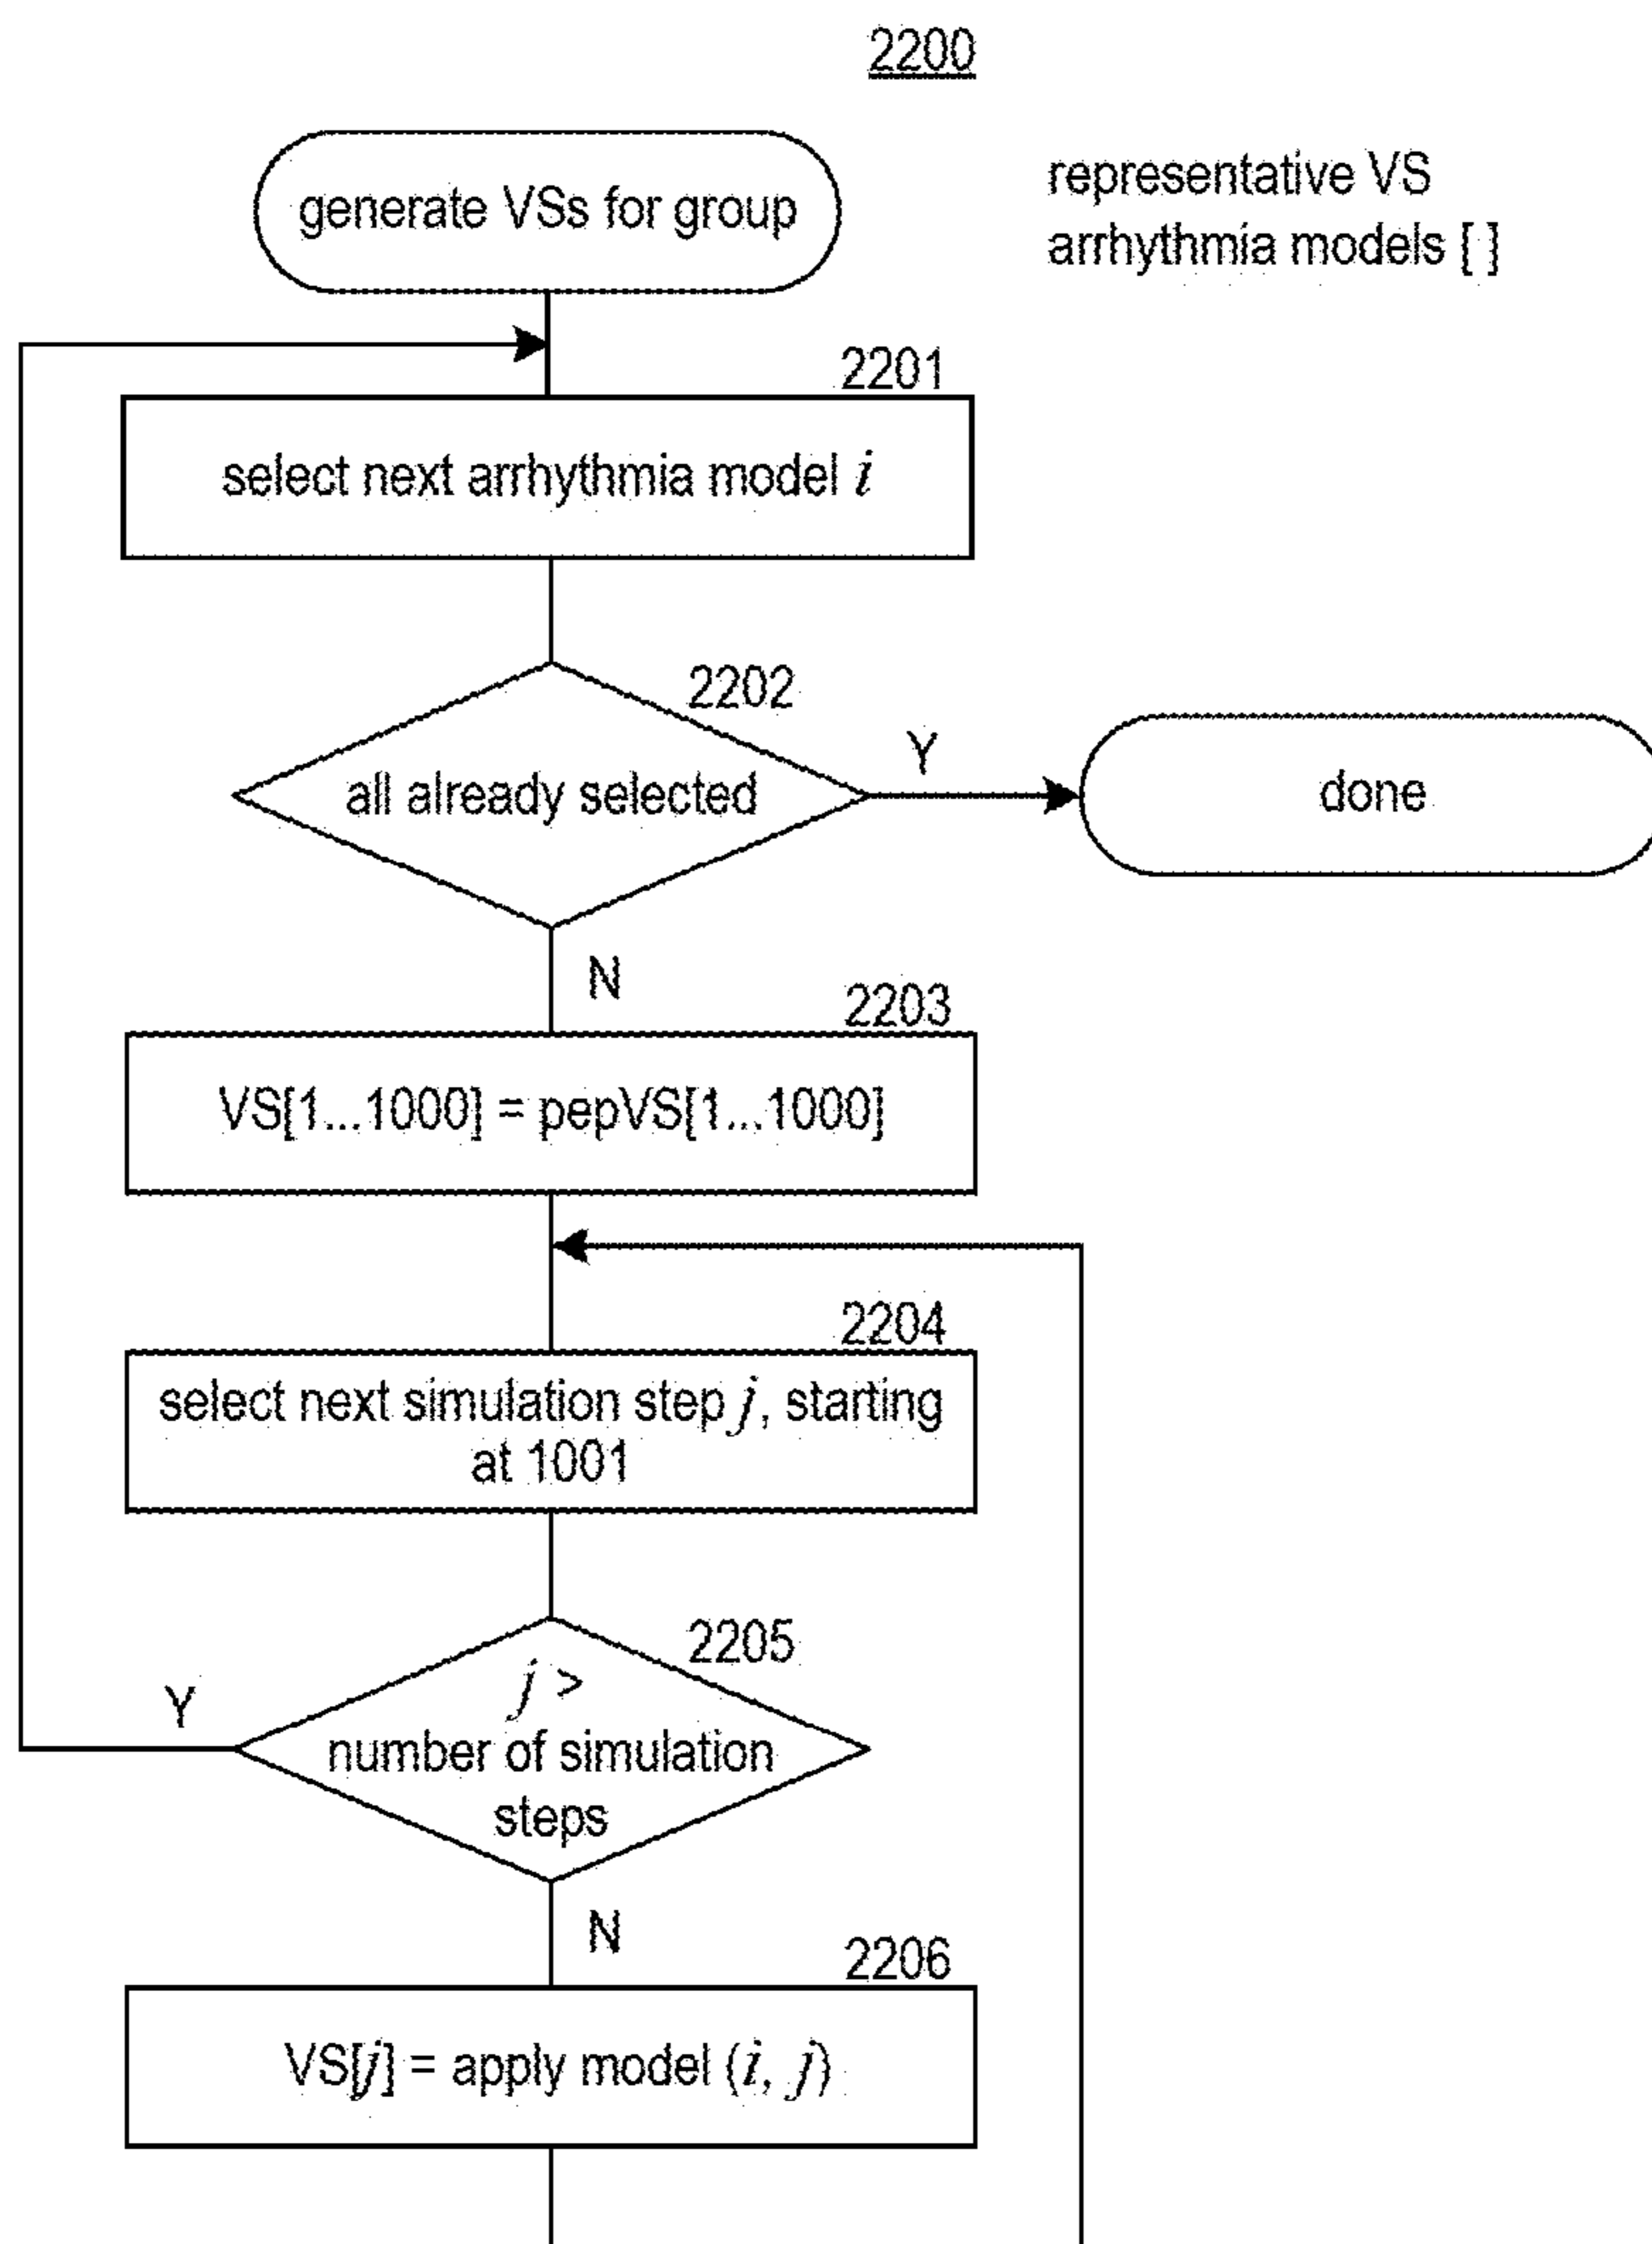 2200
generate VSs for group
representative VS
arrhythmia models [ ]
2201
select next arrhythmia model i
2202
all already selected
Y
done
N
2203
VS[1...1000] = pepVS[1...1000]
2204
select next simulation step j, starting
at 1001
2205
j >
number of simulation
steps
Y
N
2206
VS[j] = apply model (i, j)